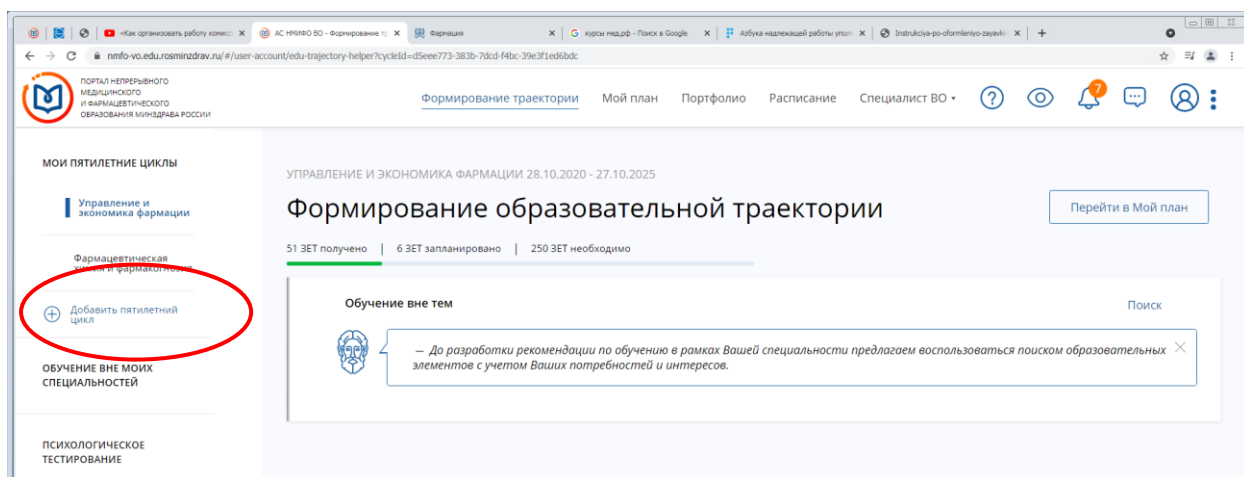 «Как организовать работу комисс
АС НМИФО ВО - Формирование тр
Фармация
курсы мед.рф - Поиск в Google
Азбука надлежащей работы упол
Instrukciya-po-oformleniyo-zayavki-
nmfo-vo.edu.rosminzdrav.ru/#/user-account/edu-trajectory-helper?cycleId=d5eee773-383b-7dcd-f4bc-39e3f1ed6bdc
ПОРТАЛ НЕПРЕРЫВНОГО
МЕДИЦИНСКОГО
И ФАРМАЦЕВТИЧЕСКОГО
ОБРАЗОВАНИЯ МИНЗДРАВА РОССИИ
Формирование траектории Мой план Портфолио Расписание Специалист ВО
7
МОИ ПЯТИЛЕТНИЕ ЦИКЛЫ
Управление и
экономика фармации
Фармацевтическая
химия и фармакогнозия
Добавить пятилетний
цикл
ОБУЧЕНИЕ ВНЕ МОИХ
СПЕЦИАЛЬНОСТЕЙ
ПСИХОЛОГИЧЕСКОЕ
ТЕСТИРОВАНИЕ
УПРАВЛЕНИЕ И ЭКОНОМИКА ФАРМАЦИИ 28.10.2020 - 27.10.2025
Формирование образовательной траектории
Перейти в Мой план
51 ЗЕТ получено | 6 ЗЕТ запланировано | 250 ЗЕТ необходимо
Обучение вне тем
Поиск
— До разработки рекомендации по обучению в рамках Вашей специальности предлагаем воспользоваться поиском образовательных
элементов с учетом Ваших потребностей и интересов.